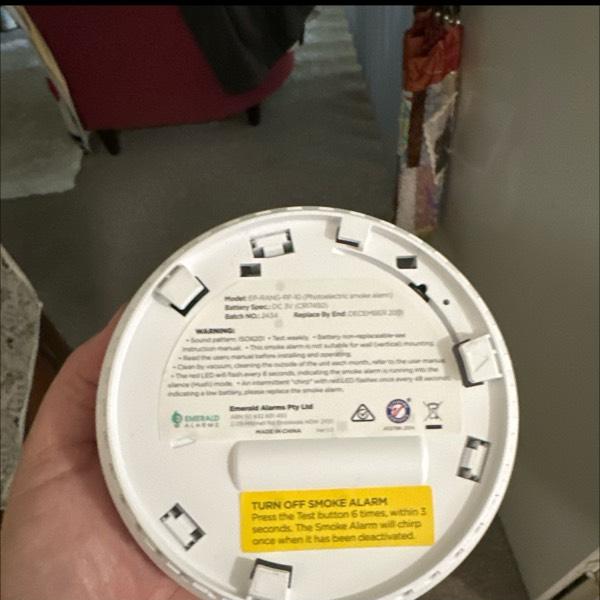 Model: EP-RANG-RF-10 (Photoelectric smoke alarm)
Battery Spec.: DC 3V (CR17450)
Batch NO.: 2434 Replace By End: DECEMBER
WARNING:
• Sound pattern: ISO8201 • Test weekly. • Battery non-replaceable-see
instruction manual. • This smoke alarm is not suitable for wall (vertical) mounting.
• Read the users manual before installing and operating.
• Clean by vacuum, cleaning the outside of the unit each month, refer to the user manual.
• The red LED will flash every 8 seconds, indicating the smoke alarm is running into the
silence (Hush) mode. • An intermittent "chirp" with red LED flashes once every 48 seconds
indicating a low battery, please replace the smoke alarm.
EMERALD
ALARMS
Emerald Alarms Pty Ltd
MADE IN CHINA
TURN OFF SMOKE ALARM
Press the Test button 6 times, within 3
seconds. The Smoke Alarm will chirp
once when it has been deactivated.